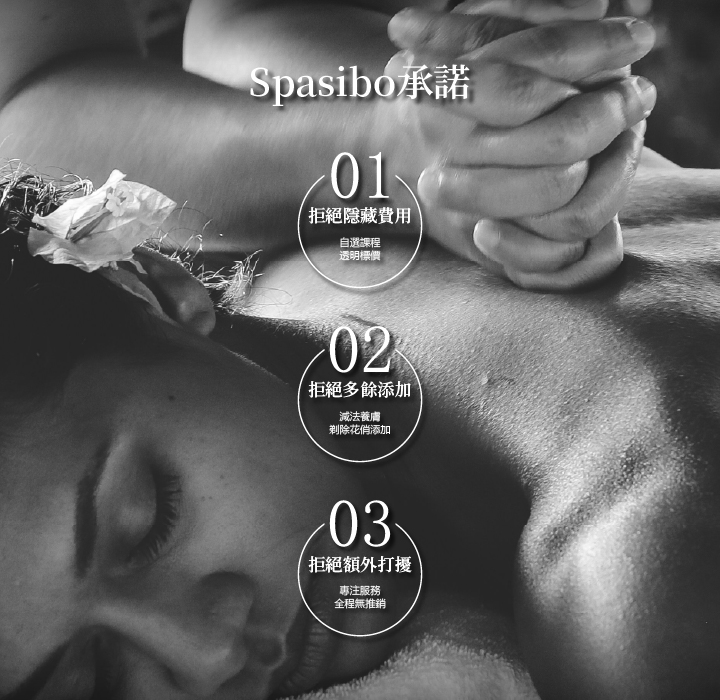 Spasibo承諾
01
拒絕隱藏費用
自選課程
透明標價
02
拒絕多餘添加
減法養膚
剃除花俏添加
03
拒絕額外打擾
專注服務
全程無推銷